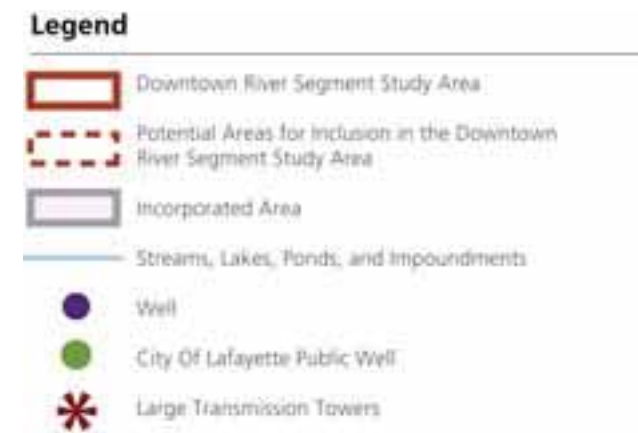 Legend
Downtown River Segment Study Area
Potential Areas for Inclusion in the Downtown
River Segment Study Area
Incorporated Area
Streams, Lakes, Ponds, and Impoundments
Well
City Of Lafayette Public Well
Large Transmission Towers